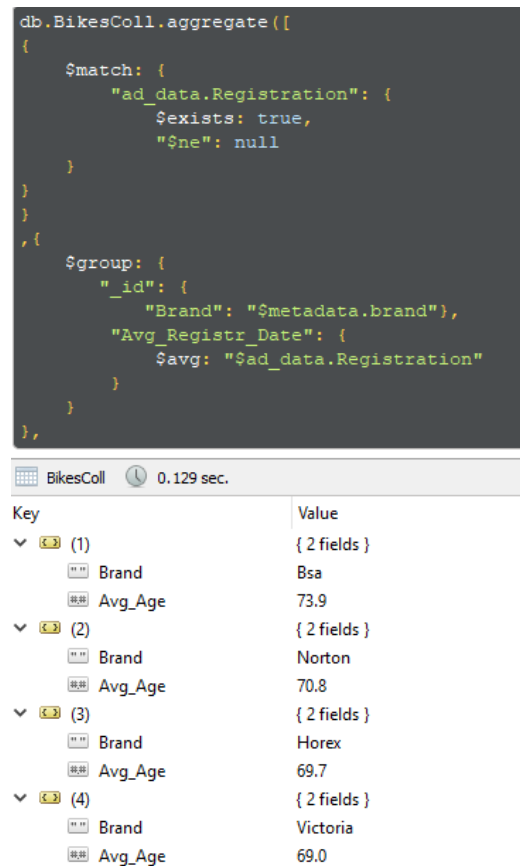 db.BikesColl.aggregate([
{
$match: {
"ad_data.Registration": {
$exists: true,
"$ne": null
}
}
}
,{
$group: {
"_id": {
"Brand": "$metadata.brand"},
"Avg_Registr_Date": {
$avg: "$ad_data.Registration"
}
}
},
BikesColl 0.129 sec.
Key Value
(1) { 2 fields }
"" Brand Bsa
#.# Avg_Age 73.9
(2) { 2 fields }
"" Brand Norton
#.# Avg_Age 70.8
(3) { 2 fields }
"" Brand Horex
#.# Avg_Age 69.7
(4) { 2 fields }
"" Brand Victoria
#.# Avg_Age 69.0